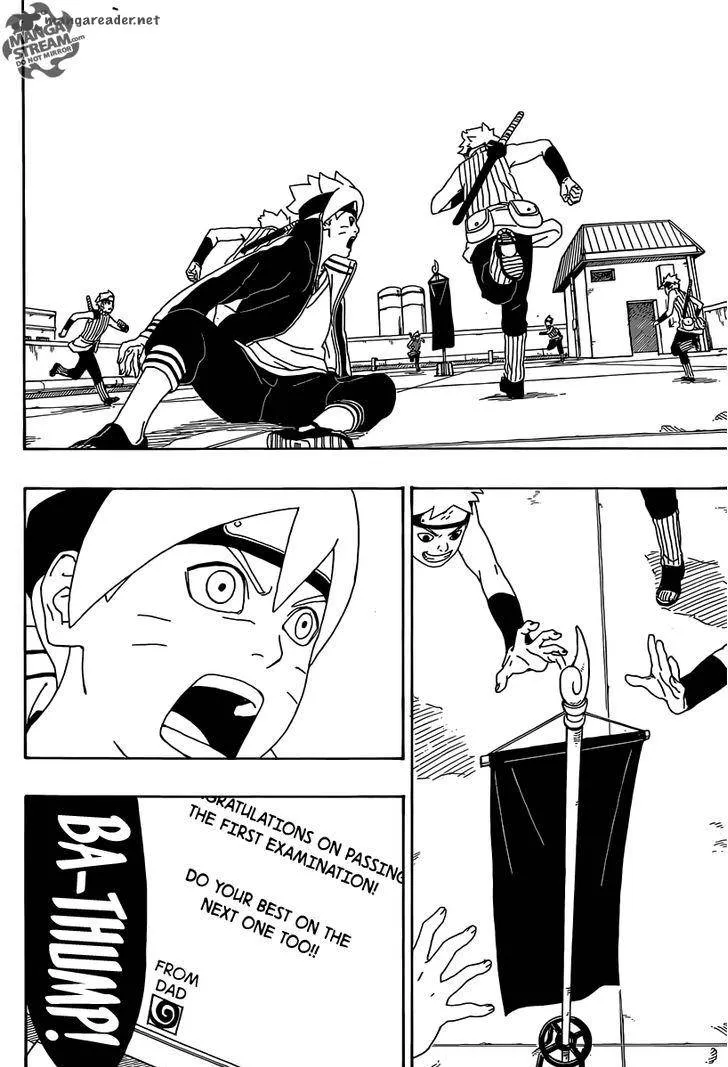 mangareader.net
MANGA
STREAM.com
DO NOT MIRROR!
CONGRATULATIONS ON PASSING
THE FIRST EXAMINATION!
DO YOUR BEST ON THE
NEXT ONE TOO!!
FROM
DAD
BA-THUMP!